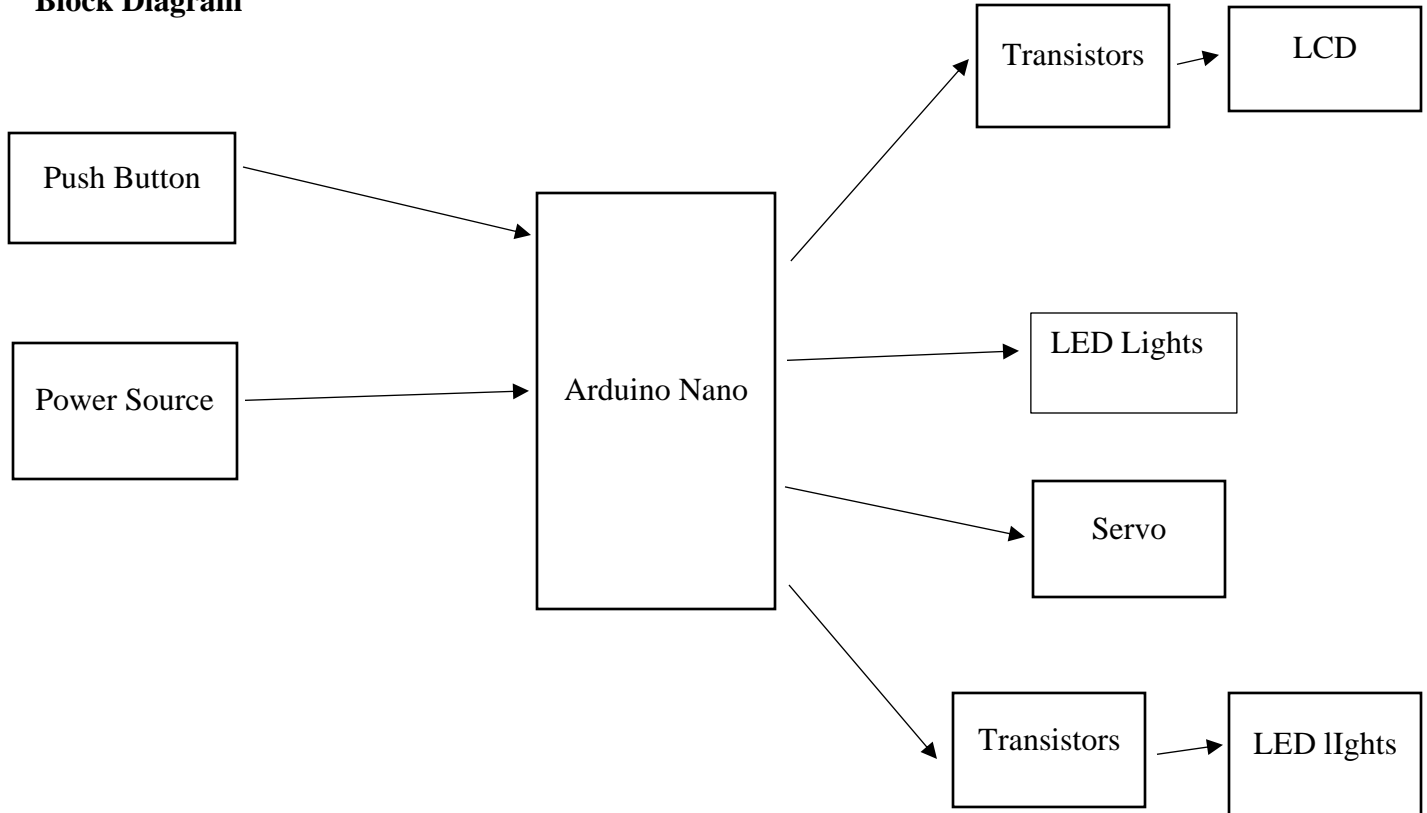 Block Diagram
Transistors
LCD
Push Button
LED Lights
Power Source
Arduino Nano
Servo
Transistors
LED lIghts